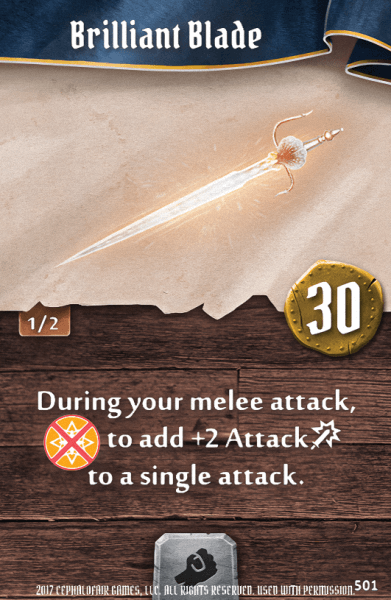 Brilliant Blade
1/2
30
During your melee attack,
to add +2 Attack
to a single attack.
2017 CEPHALOFAIR GAMES, LLC. ALL RIGHTS RESERVED. USED WITH PERMISSION.
501